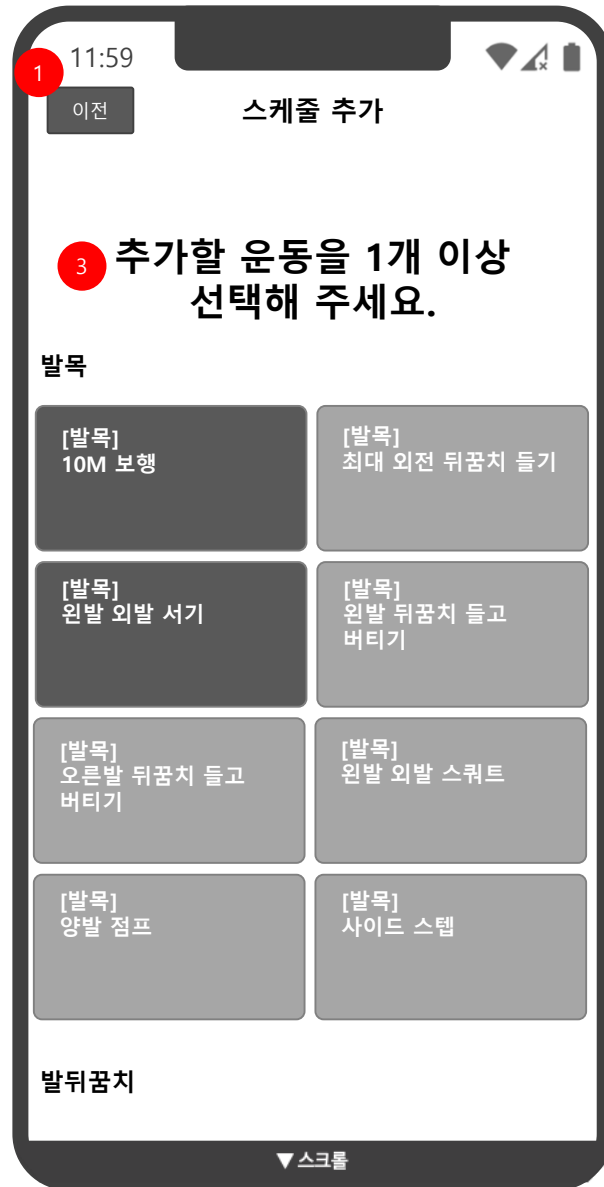 11:59
1
이전
스케줄 추가
3
추가할 운동을 1개 이상
선택해 주세요.
발목
[발목]
10M 보행
[발목]
최대 외전 뒤꿈치 들기
[발목]
왼발 외발 서기
[발목]
왼발 뒤꿈치 들고
버티기
[발목]
오른발 뒤꿈치 들고
버티기
[발목]
왼발 외발 스쿼트
[발목]
양발 점프
[발목]
사이드 스텝
발뒤꿈치
▼스크롤